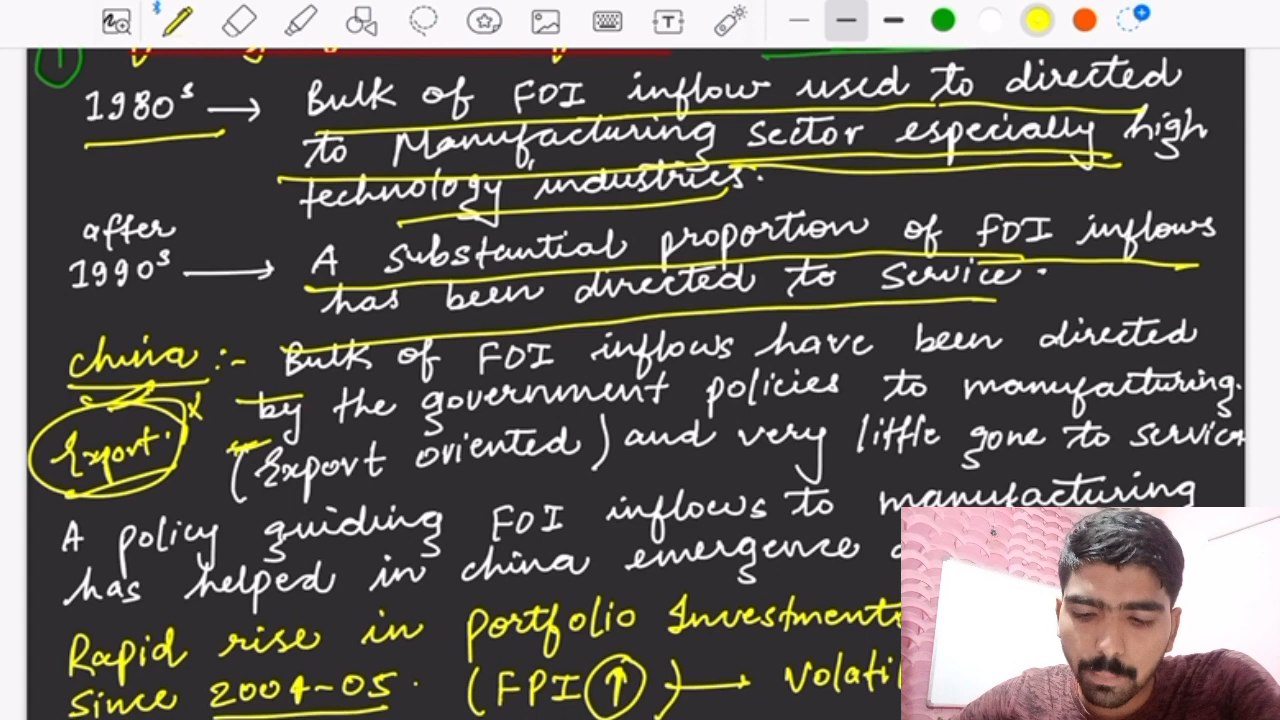 1980s → Bulk of FDI inflow used to directed
to Manufacturing sector especially high
technology industries.
after
1990s → A substantial proportion of FDI inflows
has been directed to service.
China :- Bulk of FDI inflows have been directed
by the government policies to manufacturing.
Export. (Export oriented) and very little gone to service
A policy guiding FDI inflows to manufacturing
has helped in china emergence
Rapid rise in portfolio Investments
since 2004-05. (FPI ↑) → volatil